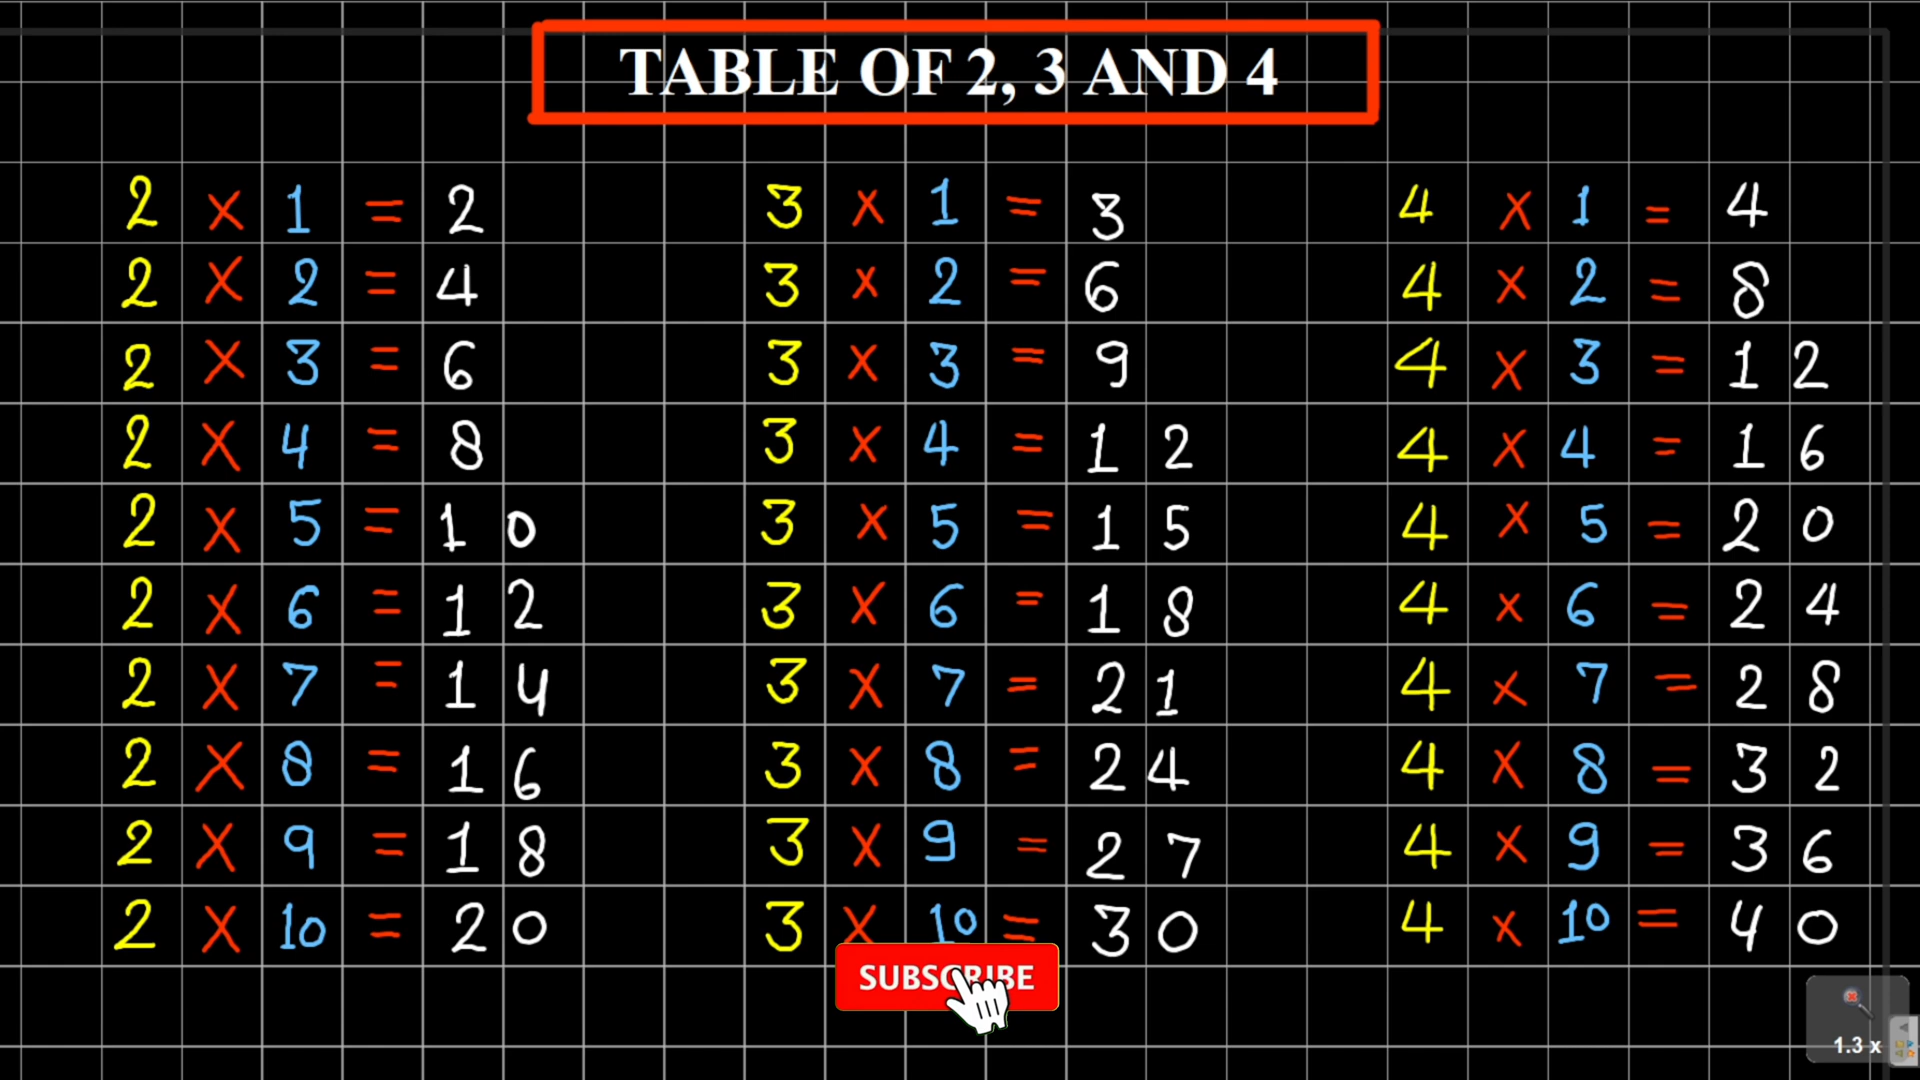 TABLE OF 2, 3 AND 4
2 × 1 = 2 3 × 1 = 3 4 × 1 = 4
2 × 2 = 4 3 × 2 = 6 4 × 2 = 8
2 × 3 = 6 3 × 3 = 9 4 × 3 = 12
2 × 4 = 8 3 × 4 = 12 4 × 4 = 16
2 × 5 = 10 3 × 5 = 15 4 × 5 = 20
2 × 6 = 12 3 × 6 = 18 4 × 6 = 24
2 × 7 = 14 3 × 7 = 21 4 × 7 = 28
2 × 8 = 16 3 × 8 = 24 4 × 8 = 32
2 × 9 = 18 3 × 9 = 27 4 × 9 = 36
2 × 10 = 20 3 × 10 = 30 4 × 10 = 40
SUBSCRIBE
1.3 x